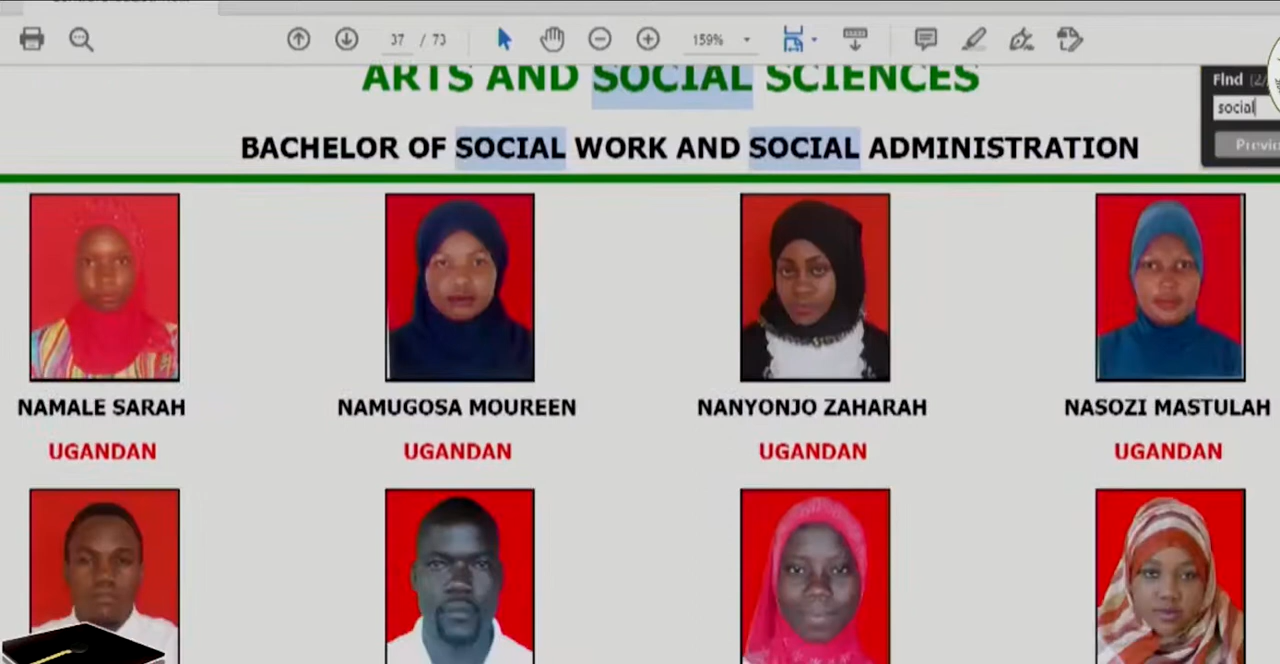 37 / 73
159%
ARTS AND SOCIAL SCIENCES
Find
social
BACHELOR OF SOCIAL WORK AND SOCIAL ADMINISTRATION
NAMALE SARAH
NAMUGOSA MOUREEN
NANYONJO ZAHARAH
NASOZI MASTULAH
UGANDAN
UGANDAN
UGANDAN
UGANDAN